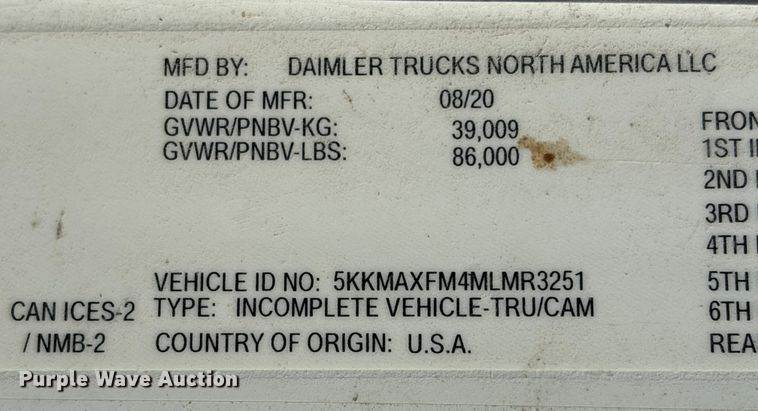 MFD BY: DAIMLER TRUCKS NORTH AMERICA LLC
DATE OF MFR: 08/20
GVWR/PNBV-KG: 39,009
GVWR/PNBV-LBS: 86,000
FRON
1ST I
2ND
3RD
4TH
5TH
6TH
REA
VEHICLE ID NO: 5KKMAXFM4MLMR3251
CAN ICES-2 TYPE: INCOMPLETE VEHICLE-TRU/CAM
/ NMB-2 COUNTRY OF ORIGIN: U.S.A.
Purple Wave Auction